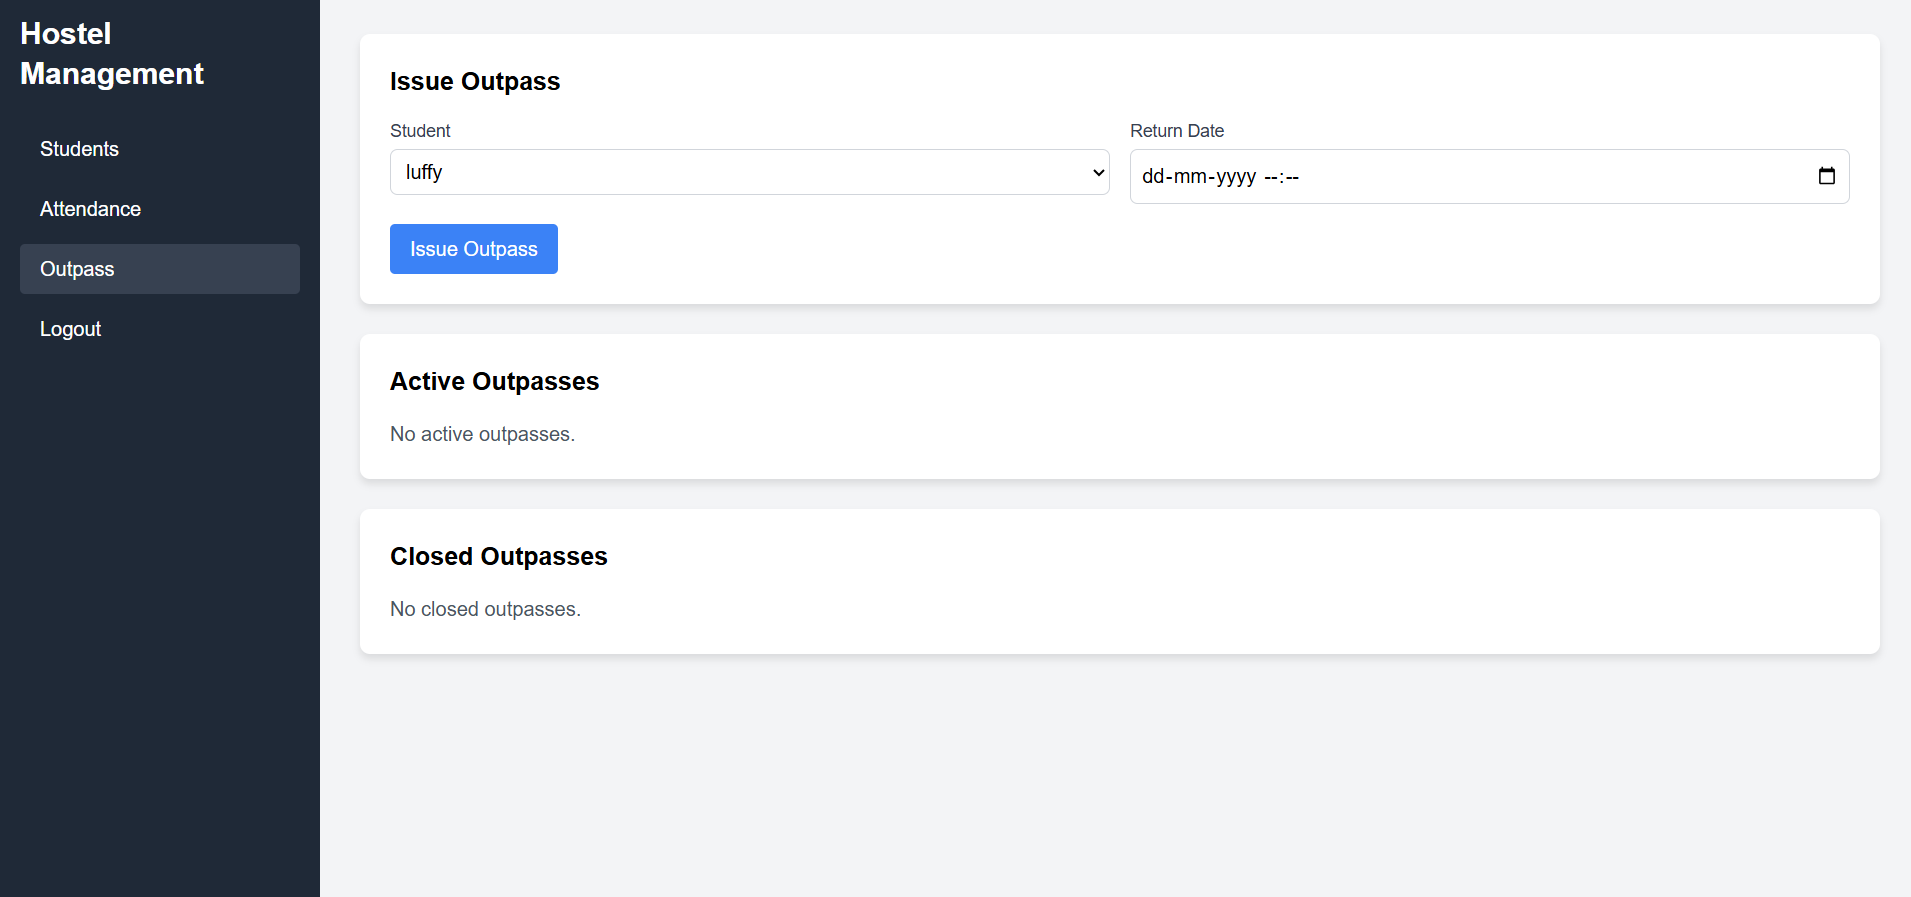 Hostel
Management
Students
Attendance
Outpass
Logout
Issue Outpass
Student
Return Date
luffy
dd-mm-yyyy --:--
Issue Outpass
Active Outpasses
No active outpasses.
Closed Outpasses
No closed outpasses.